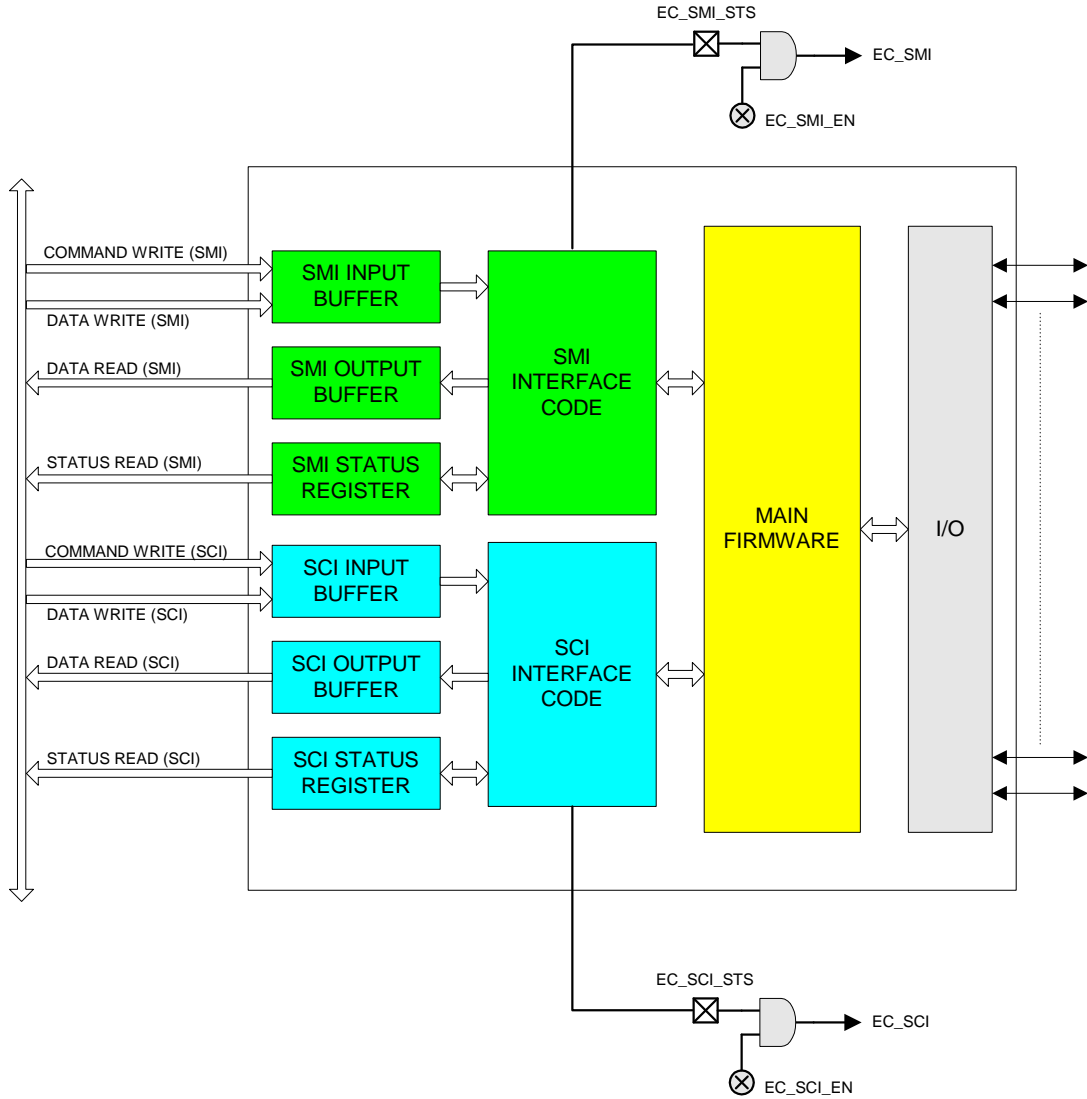 EC_SMI_STS
EC_SMI
EC_SMI_EN
COMMAND WRITE (SMI)
SMI INPUT
BUFFER
DATA WRITE (SMI)
DATA READ (SMI)
SMI OUTPUT
BUFFER
STATUS READ (SMI)
SMI STATUS
REGISTER
SMI
INTERFACE
CODE
COMMAND WRITE (SCI)
SCI INPUT
BUFFER
DATA WRITE (SCI)
DATA READ (SCI)
SCI OUTPUT
BUFFER
STATUS READ (SCI)
SCI STATUS
REGISTER
SCI
INTERFACE
CODE
MAIN
FIRMWARE
I/O
EC_SCI_STS
EC_SCI
EC_SCI_EN